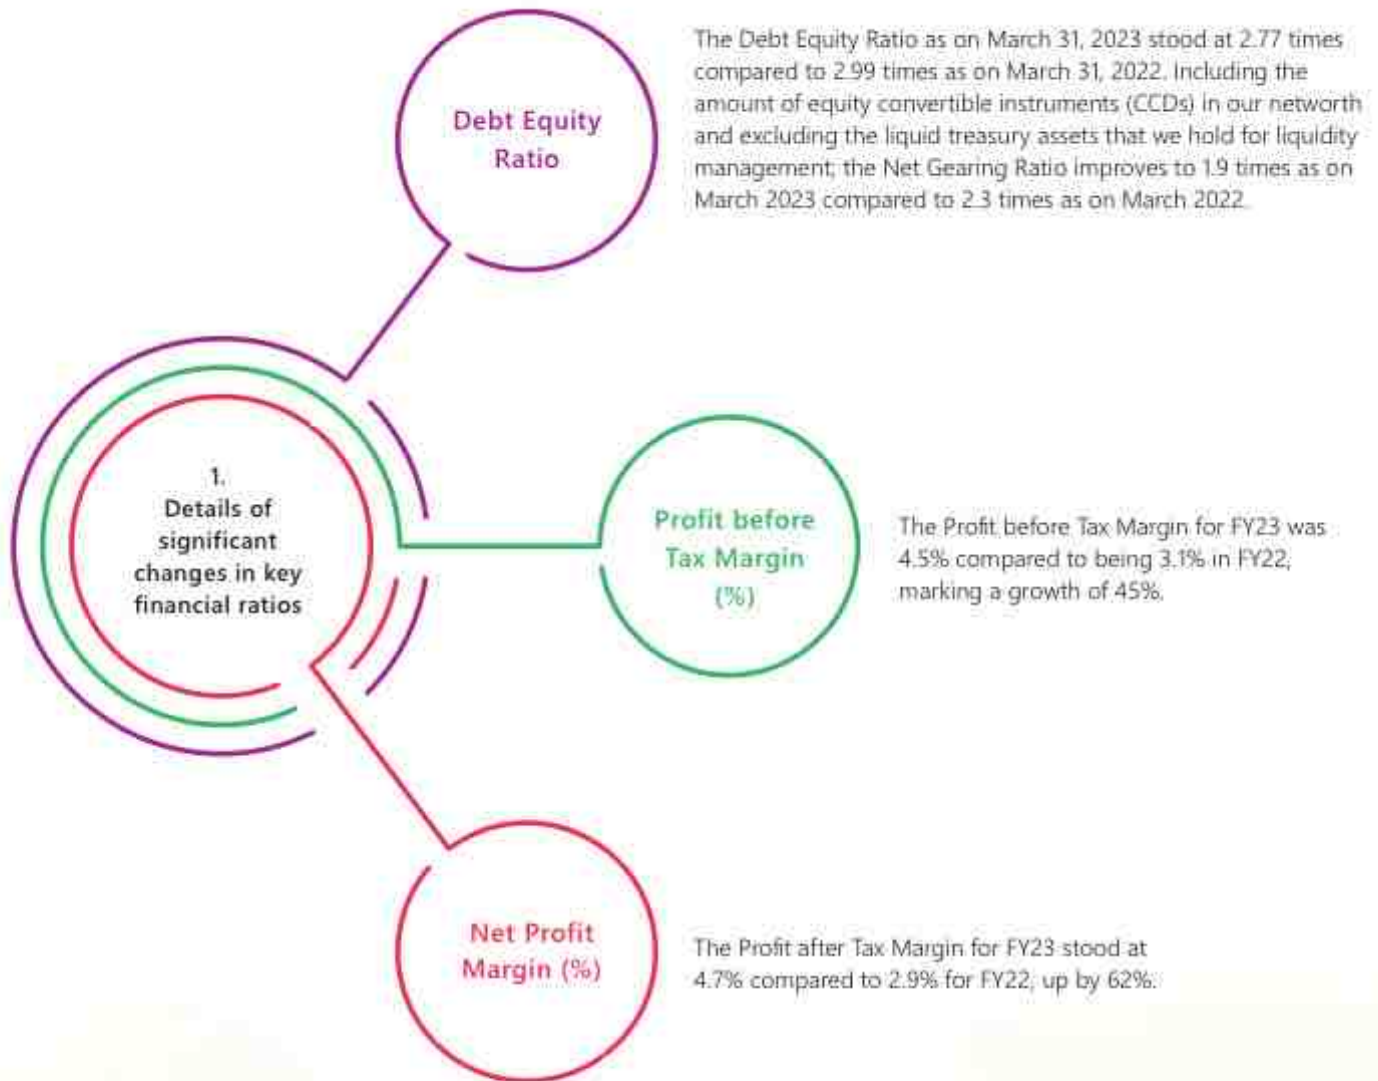 Debt Equity
Ratio
The Debt Equity Ratio as on March 31, 2023 stood at 2.77 times
compared to 2.99 times as on March 31, 2022. Including the
amount of equity convertible instruments (CCDs) in our networth
and excluding the liquid treasury assets that we hold for liquidity
management, the Net Gearing Ratio improves to 1.9 times as on
March 2023 compared to 2.3 times as on March 2022.
1.
Details of
significant
changes in key
financial ratios
Profit before
Tax Margin
(%)
The Profit before Tax Margin for FY23 was
4.5% compared to being 3.1% in FY22,
marking a growth of 45%.
Net Profit
Margin (%)
The Profit after Tax Margin for FY23 stood at
4.7% compared to 2.9% for FY22, up by 62%.